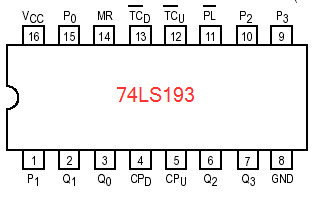 VCC P0 MR TCD TCU PL P2 P3
16 15 14 13 12 11 10 9
74LS193
1 2 3 4 5 6 7 8
P1 Q1 Q0 CPD CPU Q2 Q3 GND